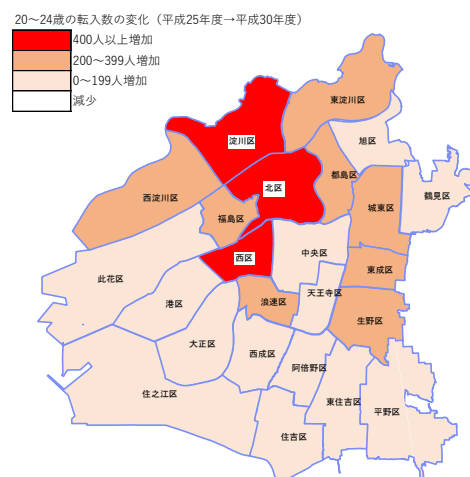 20～24歳の転入数の変化（平成25年度→平成30年度）
400人以上増加
200～399人増加
0～199人増加
減少
東淀川区
淀川区
旭区
都島区
北区
鶴見区
西淀川区
城東区
福島区
中央区
西区
東成区
此花区
天王寺区
浪速区
港区
生野区
大正区
西成区
阿倍野区
住之江区
東住吉区
平野区
住吉区